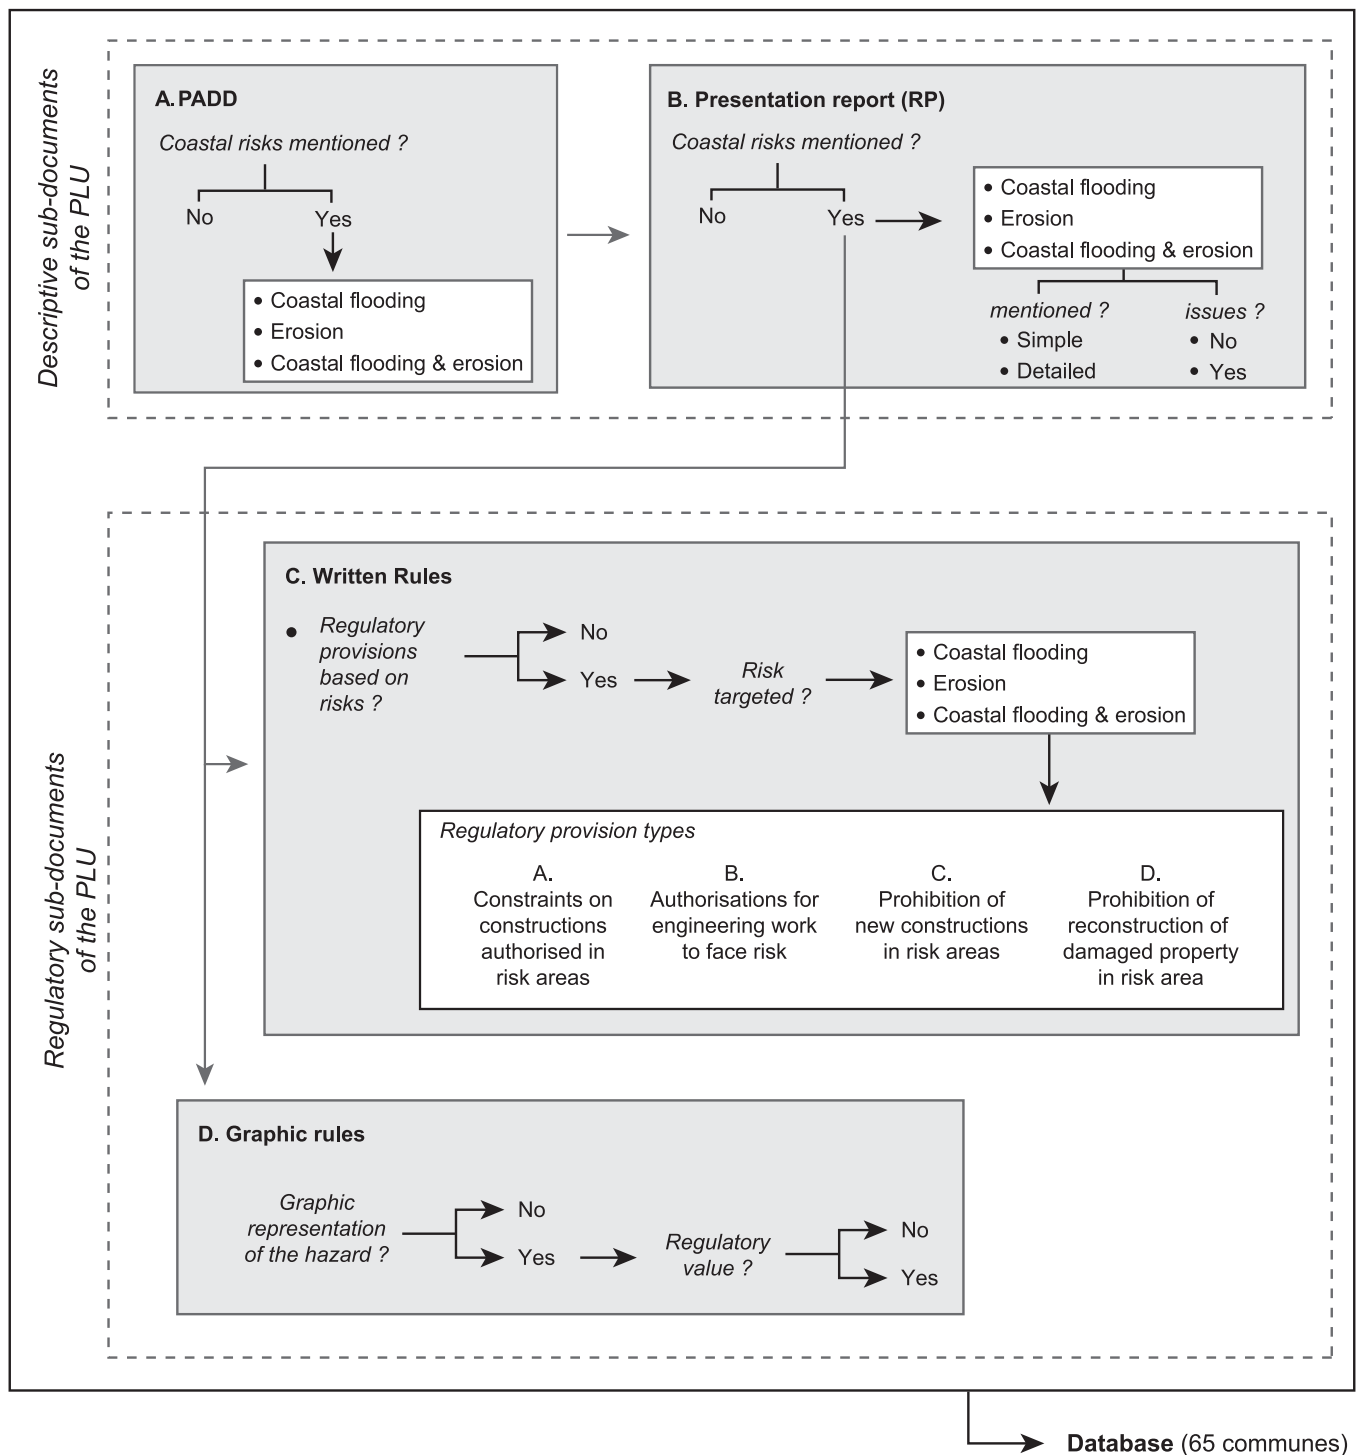 Descriptive sub-documents
of the PLU
A. PADD
Coastal risks mentioned ?
No
Yes
• Coastal flooding
• Erosion
• Coastal flooding & erosion
B. Presentation report (RP)
Coastal risks mentioned ?
No
Yes
• Coastal flooding
• Erosion
• Coastal flooding & erosion
mentioned ?
• Simple
• Detailed
issues ?
• No
• Yes
Regulatory sub-documents
of the PLU
C. Written Rules
• Regulatory
provisions
based on
risks ?
No
Yes
Risk
targeted ?
• Coastal flooding
• Erosion
• Coastal flooding & erosion
Regulatory provision types
A.
Constraints on
constructions
authorised in
risk areas
B.
Authorisations for
engineering work
to face risk
C.
Prohibition of
new constructions
in risk areas
D.
Prohibition of
reconstruction of
damaged property
in risk area
D. Graphic rules
Graphic
representation
of the hazard ?
No
Yes
Regulatory
value ?
No
Yes
Database (65 communes)